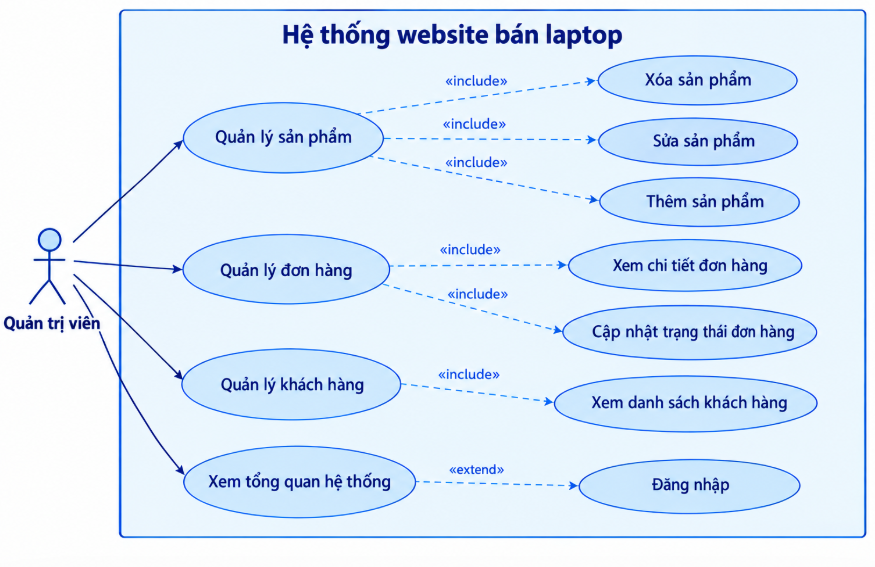 Hệ thống website bán laptop
«include»
Xóa sản phẩm
Quản lý sản phẩm
«include»
Sửa sản phẩm
«include»
Thêm sản phẩm
Quản trị viên
Quản lý đơn hàng
«include»
Xem chi tiết đơn hàng
«include»
Cập nhật trạng thái đơn hàng
Quản lý khách hàng
«include»
Xem danh sách khách hàng
Xem tổng quan hệ thống
«extend»
Đăng nhập